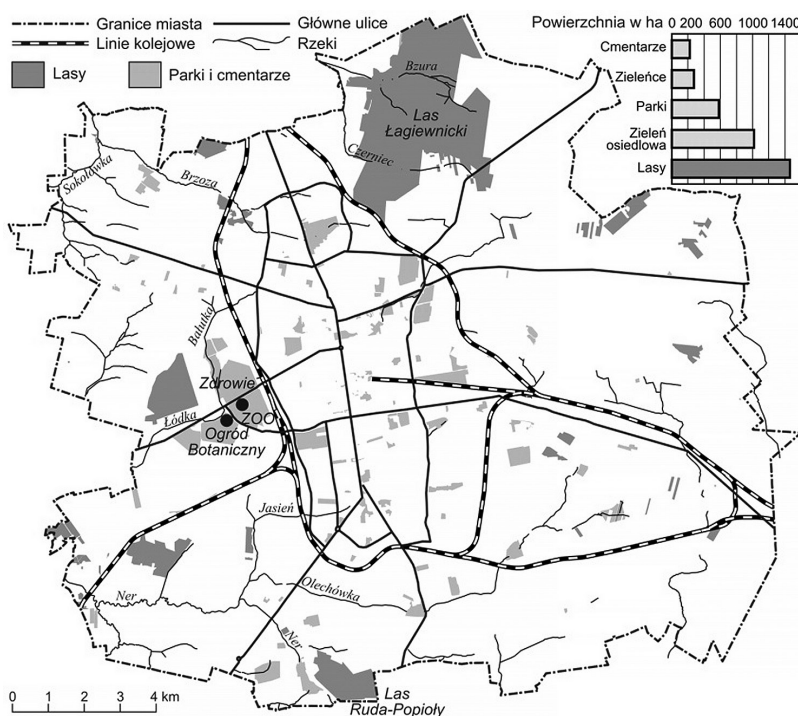 Granice miasta
Główne ulice
Linie kolejowe
Rzeki
Lasy
Parki i cmentarze
Powierzchnia w ha
0 200 600 1000 1400
Cmentarze
Zieleńce
Parki
Zieleń
osiedlowa
Lasy
Bzura
Las
Łagiewnicki
Czerniec
Sokołówka
Brzoza
Bałutka
Zdrowie
Łódka
ZOO
Ogród
Botaniczny
Jasień
Olechówka
Ner
Ner
Las
Ruda-Popioły
0 1 2 3 4 km